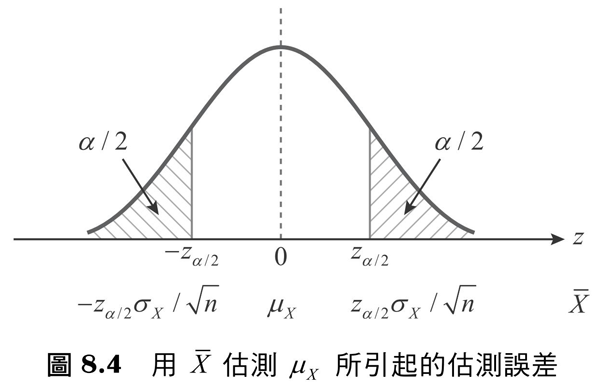 α / 2 α / 2
−z_{α/2} 0 z_{α/2} z
−z_{α/2}σ_X / √n μ_X z_{α/2}σ_X / √n X̄
圖 8.4 用 X̄ 估測 μ_X 所引起的估測誤差